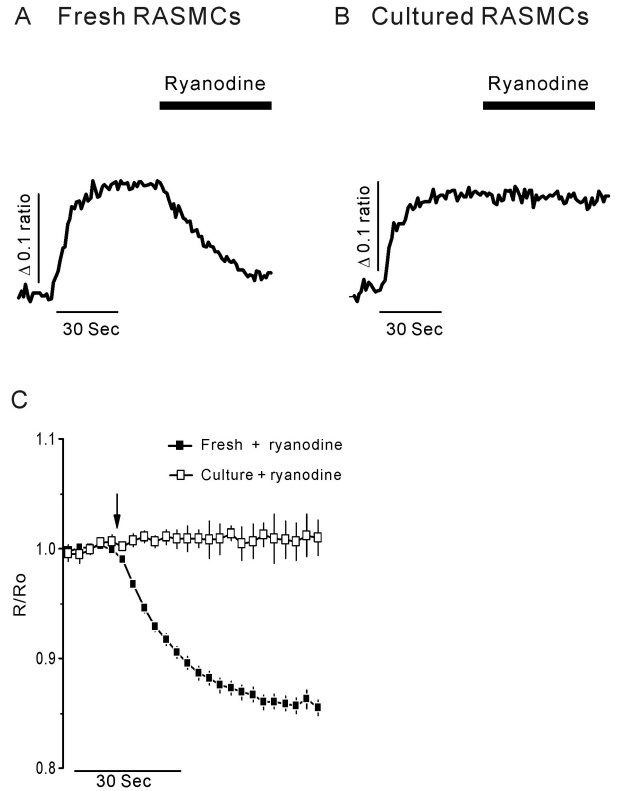 A Fresh RASMCs
B Cultured RASMCs
Ryanodine
Ryanodine
Δ 0.1 ratio
Δ 0.1 ratio
30 Sec
30 Sec
C
1.1
1.0
0.9
0.8
R/Ro
Fresh + ryanodine
Culture + ryanodine
30 Sec